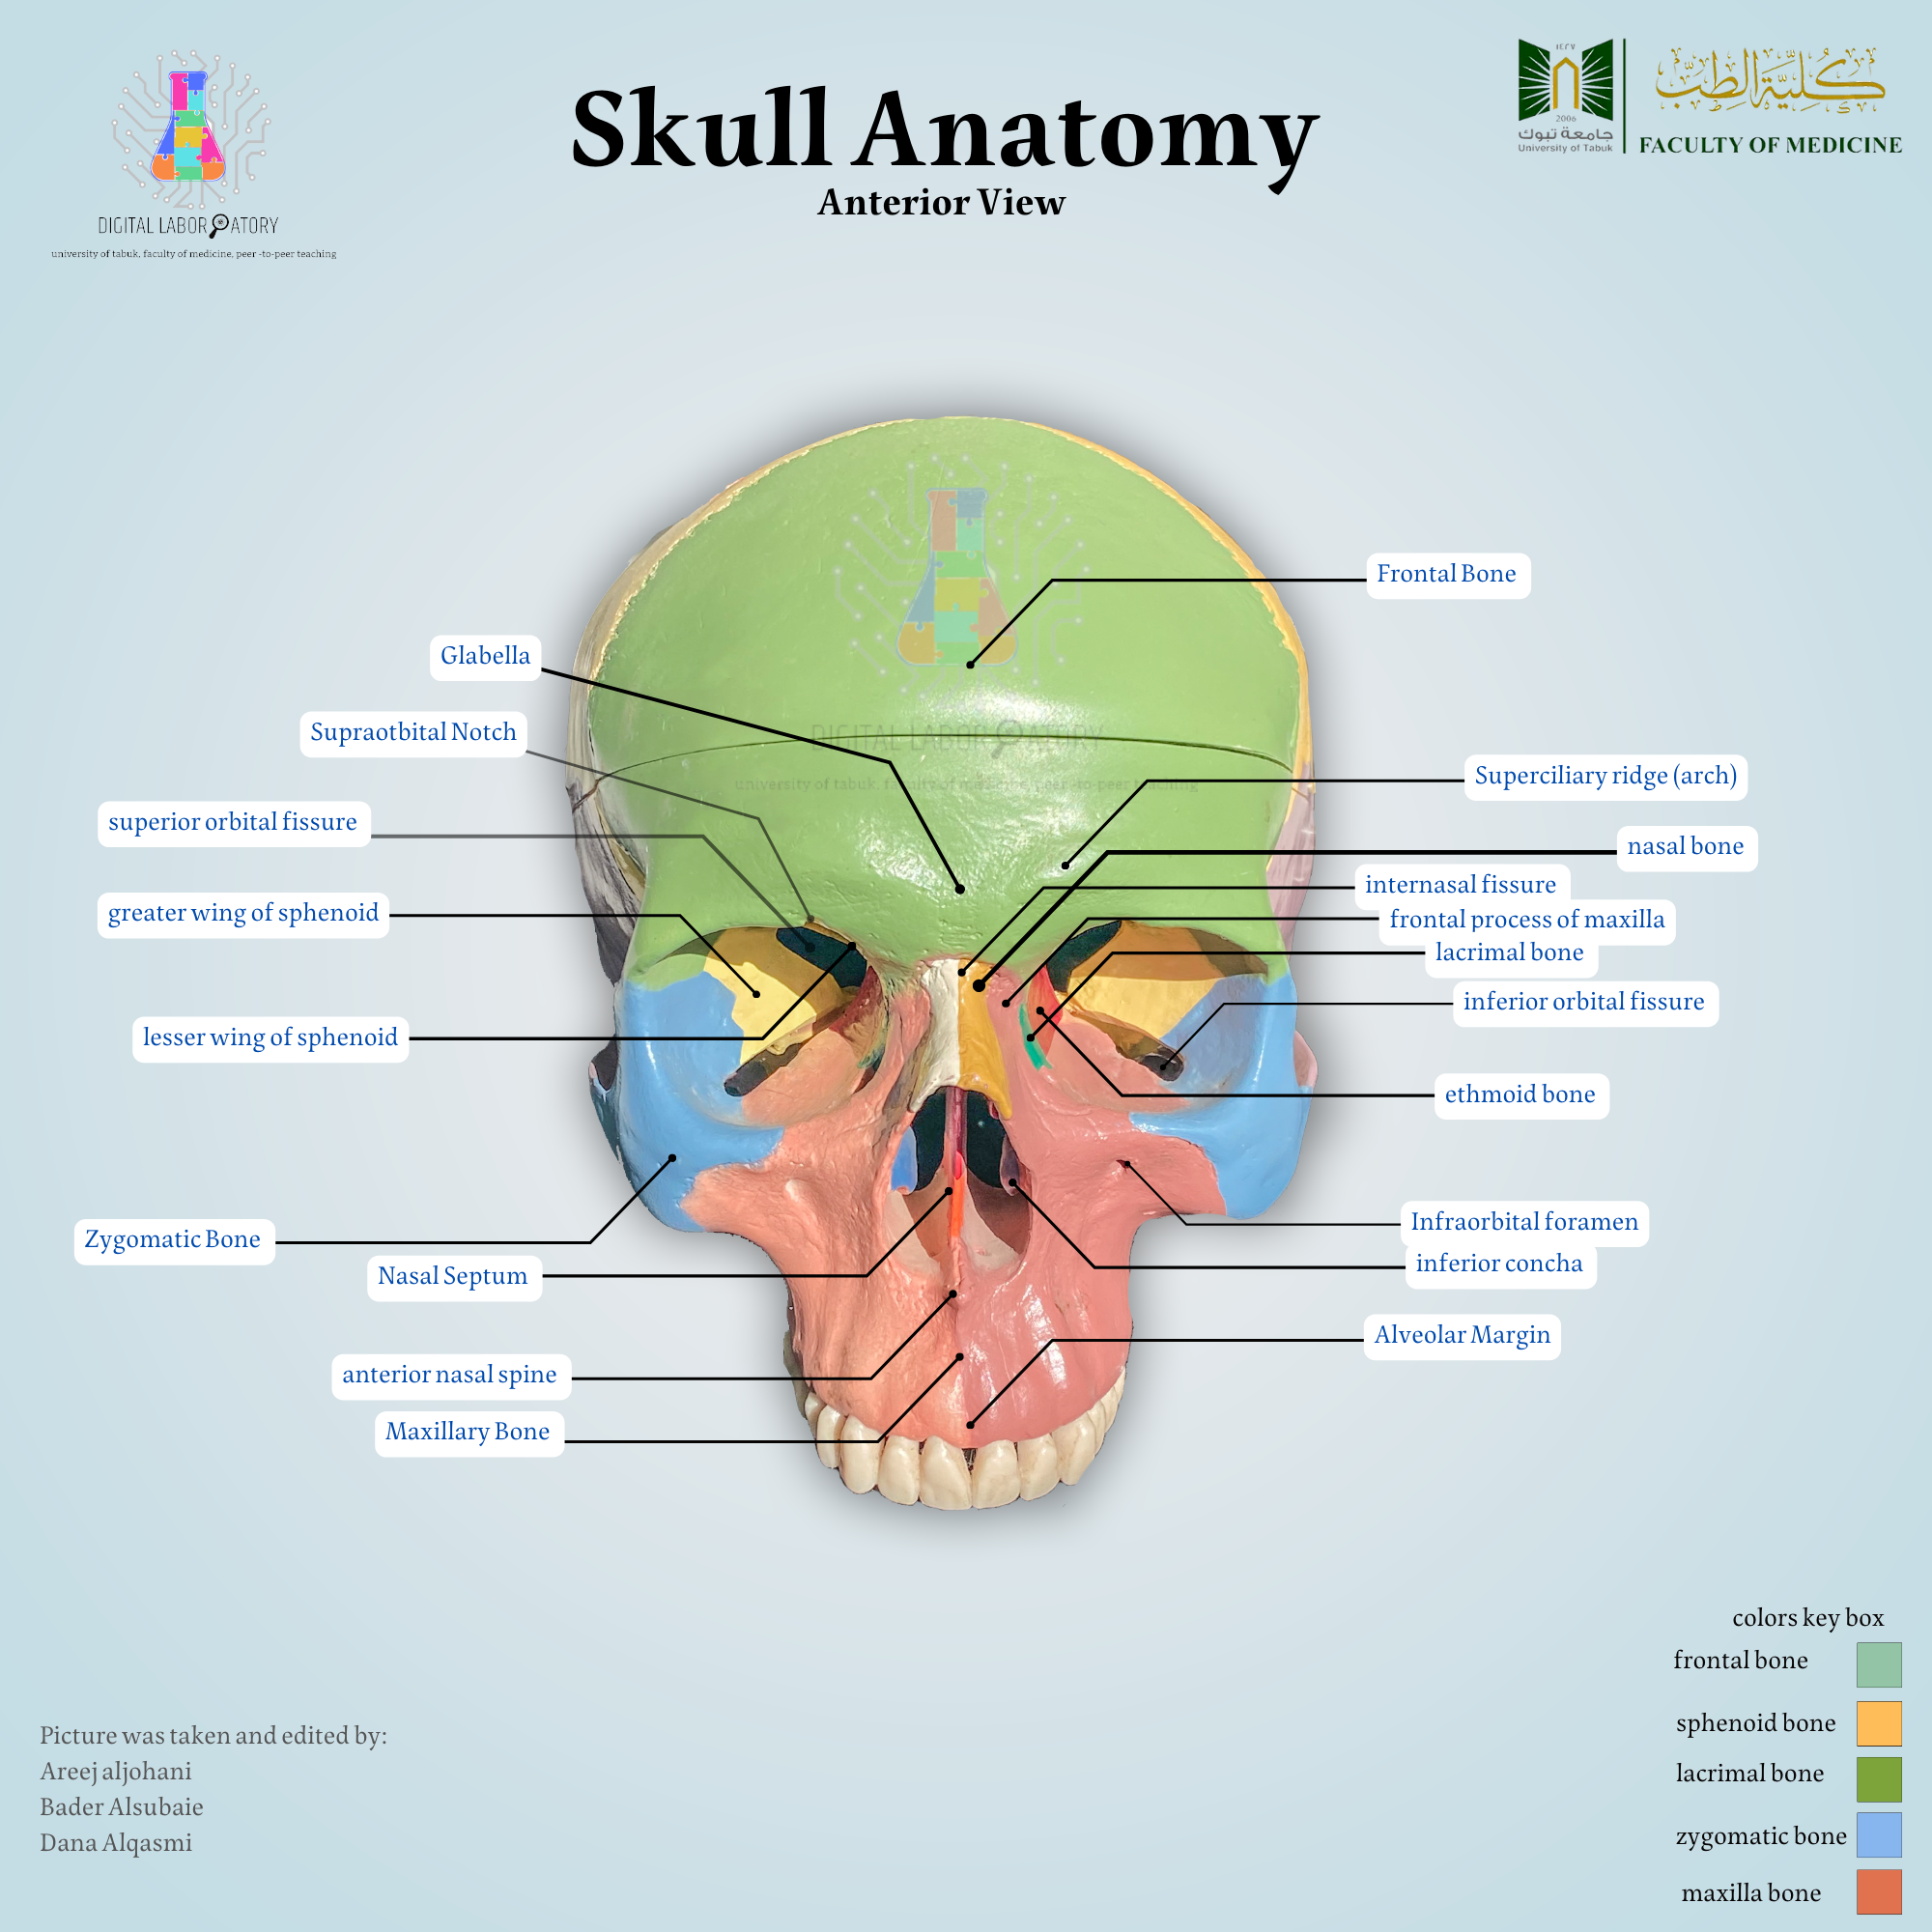 Skull Anatomy
Anterior View
DIGITAL LABORATORY
university of tabuk, faculty of medicine, peer -to-peer teaching
١٤٢٧
2006
جامعة تبوك
University of Tabuk
كلية الطب
FACULTY OF MEDICINE
Glabella
Supraotbital Notch
superior orbital fissure
greater wing of sphenoid
lesser wing of sphenoid
Zygomatic Bone
Nasal Septum
anterior nasal spine
Maxillary Bone
Frontal Bone
Superciliary ridge (arch)
nasal bone
internasal fissure
frontal process of maxilla
lacrimal bone
inferior orbital fissure
ethmoid bone
Infraorbital foramen
inferior concha
Alveolar Margin
DIGITAL LABORATORY
university of tabuk, faculty of medicine, peer -to-peer teaching
colors key box
frontal bone
sphenoid bone
lacrimal bone
zygomatic bone
maxilla bone
Picture was taken and edited by:
Areej aljohani
Bader Alsubaie
Dana Alqasmi